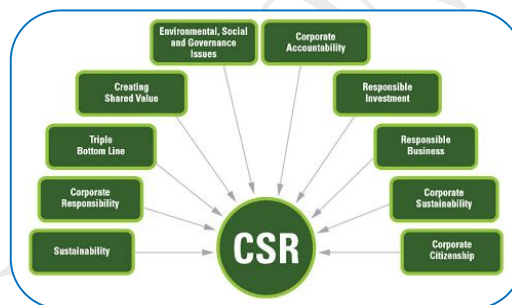 Environmental, Social
and Governance
Issues
Corporate
Accountability
Creating
Shared Value
Responsible
Investment
Triple
Bottom Line
Responsible
Business
Corporate
Responsibility
Corporate
Sustainability
Sustainability
CSR
Corporate
Citizenship